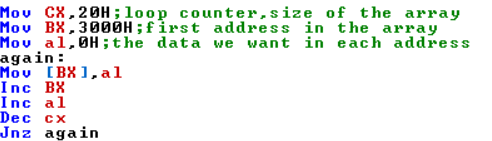 Mov CX,20H;loop counter,size of the array
Mov BX,3000H;first address in the array
Mov al,0H;the data we want in each address
again:
Mov [BX],al
Inc BX
Inc al
Dec cx
Jnz again